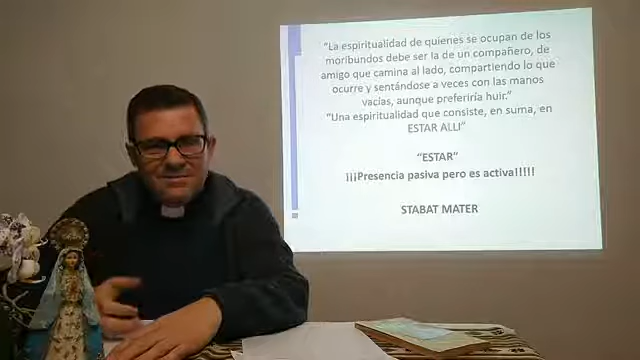 “La espiritualidad de quienes se ocupan de los
moribundos debe ser la de un compañero, de
amigo que camina al lado, compartiendo lo que
ocurre y sentándose a veces con las manos
vacías, aunque preferiría huir.”
“Una espiritualidad que consiste, en suma, en
ESTAR ALLI”
“ESTAR”
¡¡¡Presencia pasiva pero es activa!!!!!
STABAT MATER